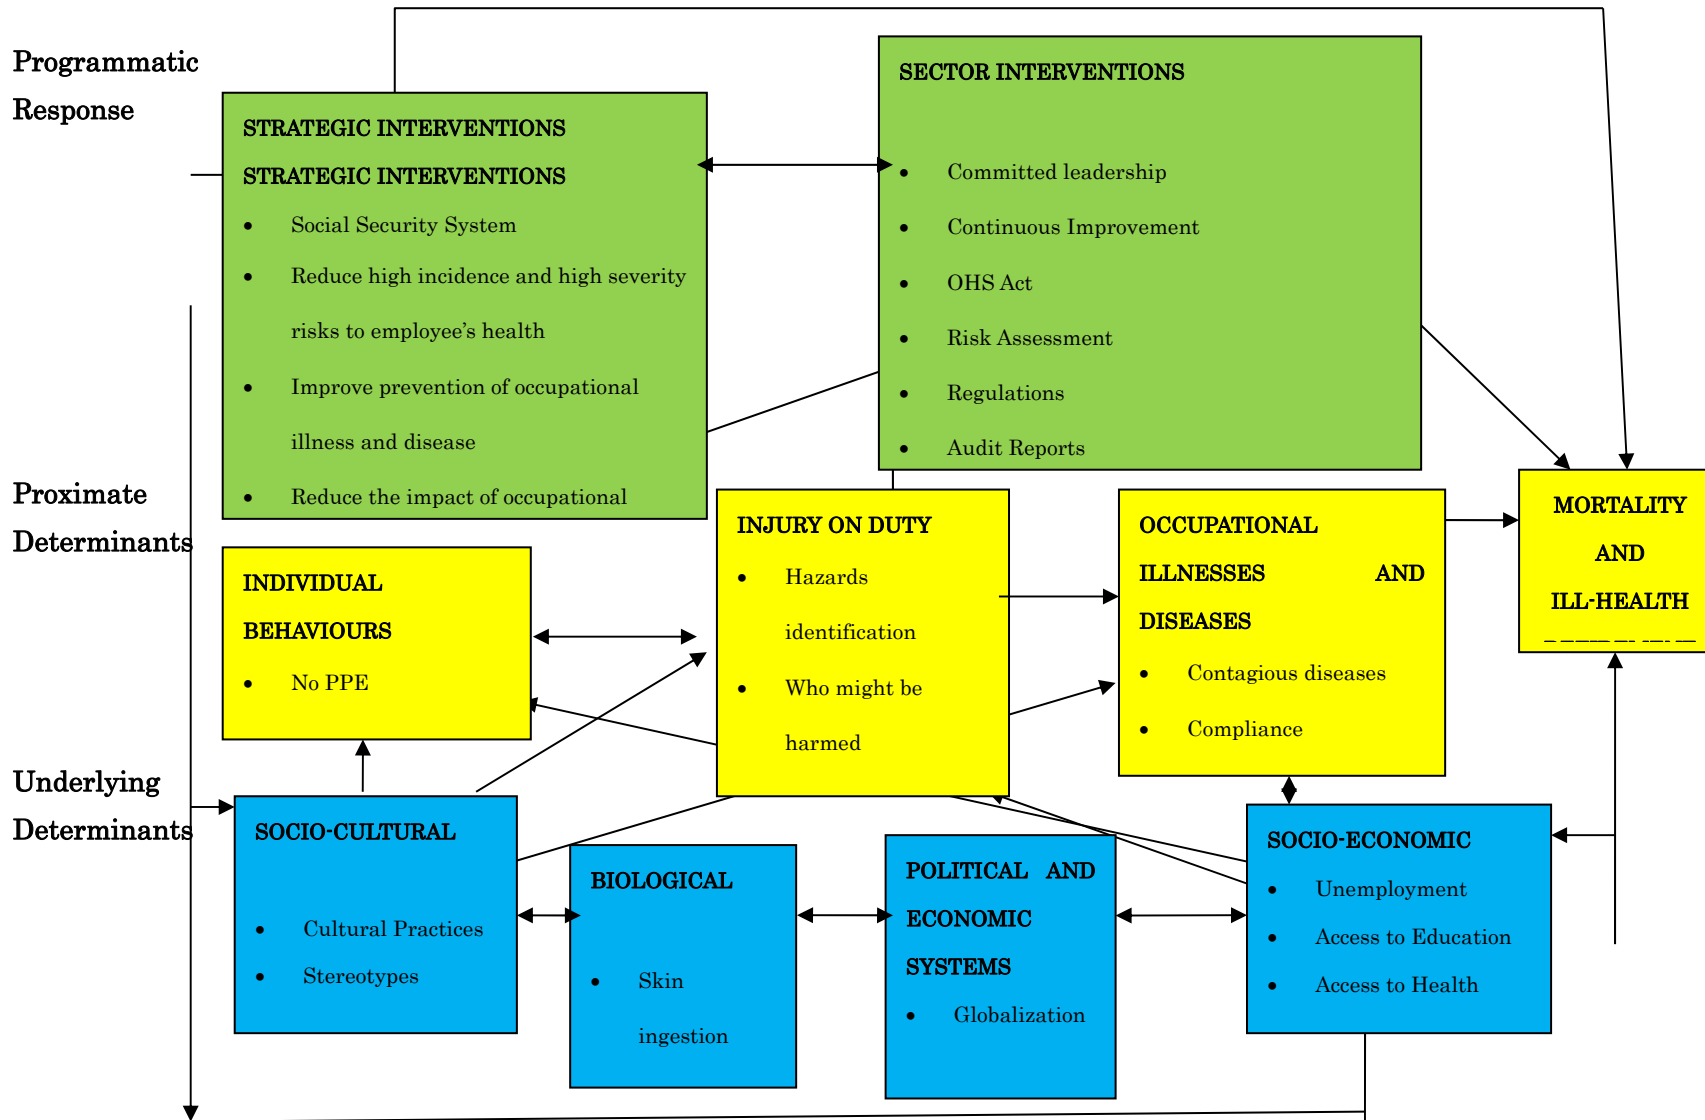 Programmatic
Response
STRATEGIC INTERVENTIONS
STRATEGIC INTERVENTIONS
• Social Security System
• Reduce high incidence and high severity
risks to employee’s health
• Improve prevention of occupational
illness and disease
• Reduce the impact of occupational
SECTOR INTERVENTIONS
• Committed leadership
• Continuous Improvement
• OHS Act
• Risk Assessment
• Regulations
• Audit Reports
Proximate
Determinants
INDIVIDUAL
BEHAVIOURS
• No PPE
INJURY ON DUTY
• Hazards
identification
• Who might be
harmed
OCCUPATIONAL
ILLNESSES AND
DISEASES
• Contagious diseases
• Compliance
MORTALITY
AND
ILL-HEALTH
Underlying
Determinants
SOCIO-CULTURAL
• Cultural Practices
• Stereotypes
BIOLOGICAL
• Skin
ingestion
POLITICAL AND
ECONOMIC
SYSTEMS
• Globalization
SOCIO-ECONOMIC
• Unemployment
• Access to Education
• Access to Health